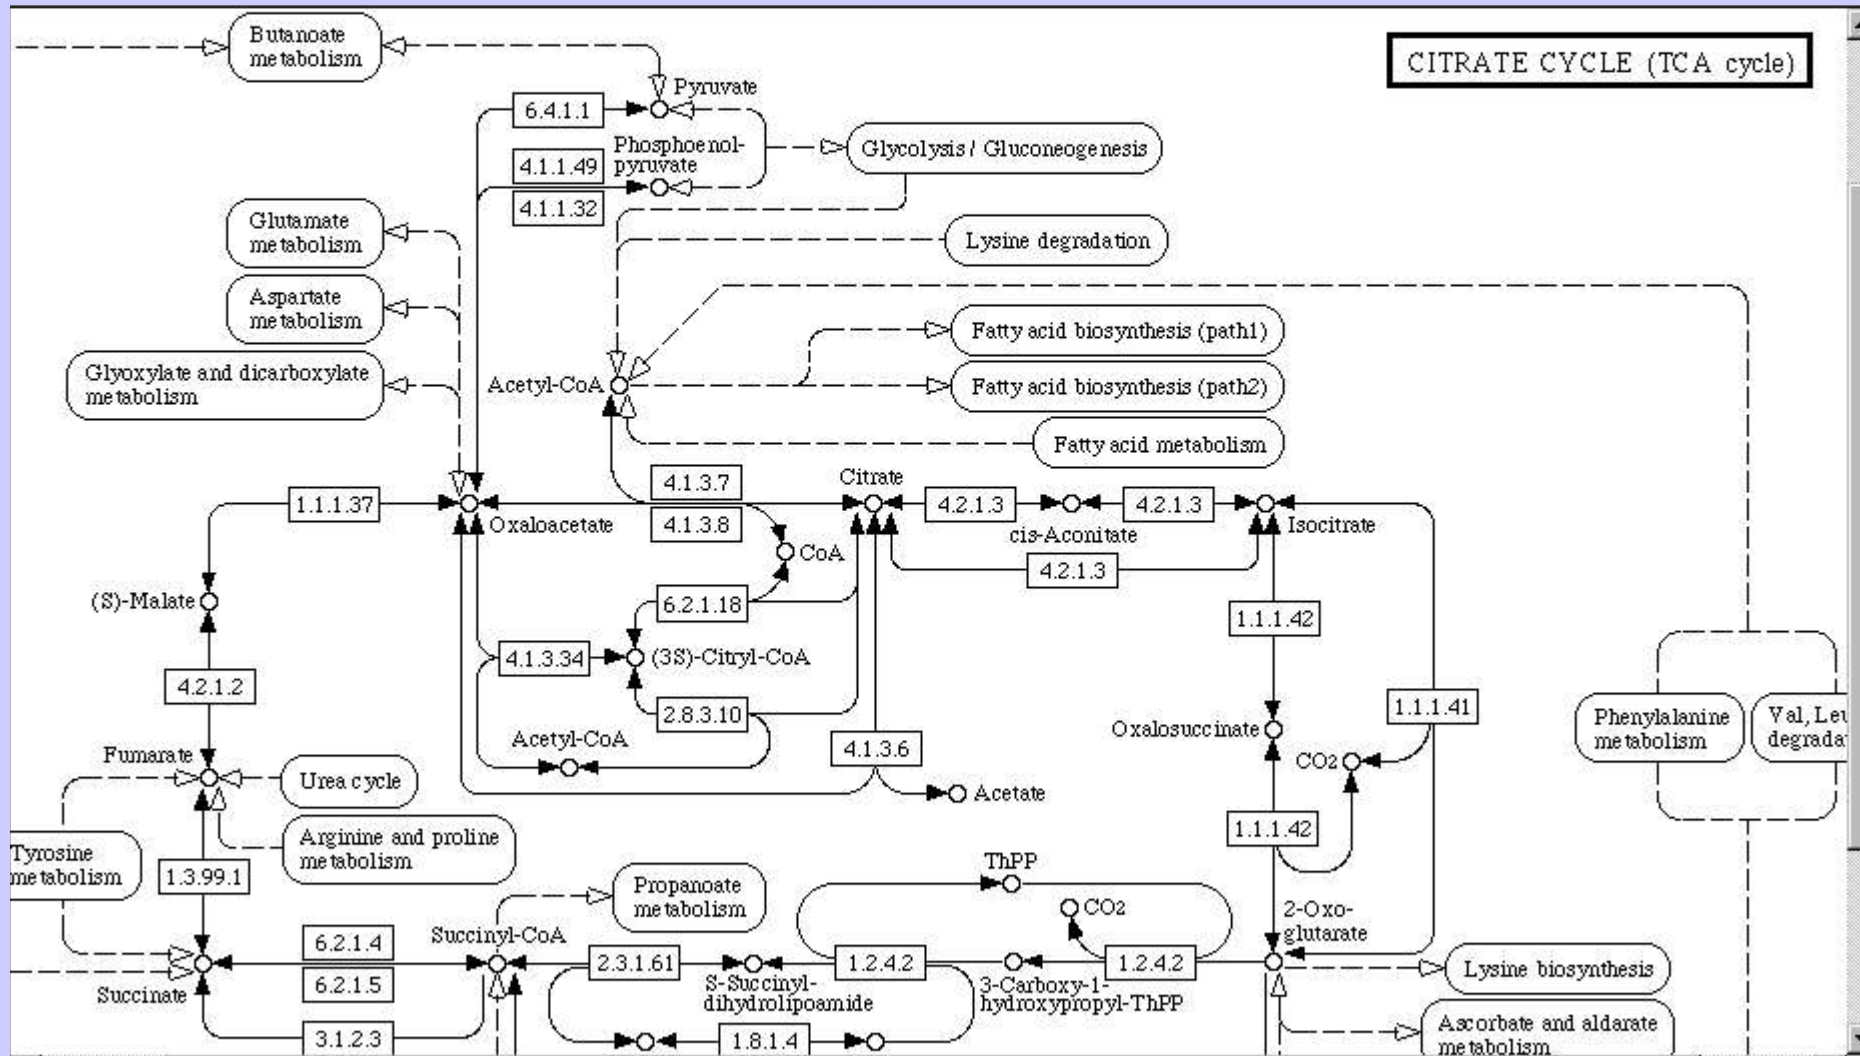 CITRATE CYCLE (TCA cycle)
Butanoate
metabolism
Pyruvate
6.4.1.1
Phosphoenol-
pyruvate
4.1.1.49
4.1.1.32
Glycolysis / Gluconeogenesis
Glutamate
metabolism
Lysine degradation
Aspartate
metabolism
Glyoxylate and dicarboxylate
metabolism
Acetyl-CoA
Fatty acid biosynthesis (path1)
Fatty acid biosynthesis (path2)
Fatty acid metabolism
1.1.1.37
Oxaloacetate
4.1.3.7
4.1.3.8
Citrate
4.2.1.3
cis-Aconitate
4.2.1.3
Isocitrate
4.2.1.3
CoA
(S)-Malate
6.2.1.18
1.1.1.42
4.1.3.34
(3S)-Citryl-CoA
4.2.1.2
2.8.3.10
1.1.1.41
Phenylalanine
metabolism
Val, Leu
degrada
Acetyl-CoA
4.1.3.6
Oxalosuccinate
CO2
Fumarate
Urea cycle
Acetate
1.1.1.42
Arginine and proline
metabolism
Tyrosine
metabolism
1.3.99.1
Propanoate
metabolism
ThPP
CO2
2-Oxo-
glutarate
Succinyl-CoA
6.2.1.4
6.2.1.5
2.3.1.61
1.2.4.2
1.2.4.2
Lysine biosynthesis
Succinate
S-Succinyl-
dihydrolipoamide
3-Carboxy-1-
hydroxypropyl-ThPP
3.1.2.3
1.8.1.4
Ascorbate and aldarate
metabolism